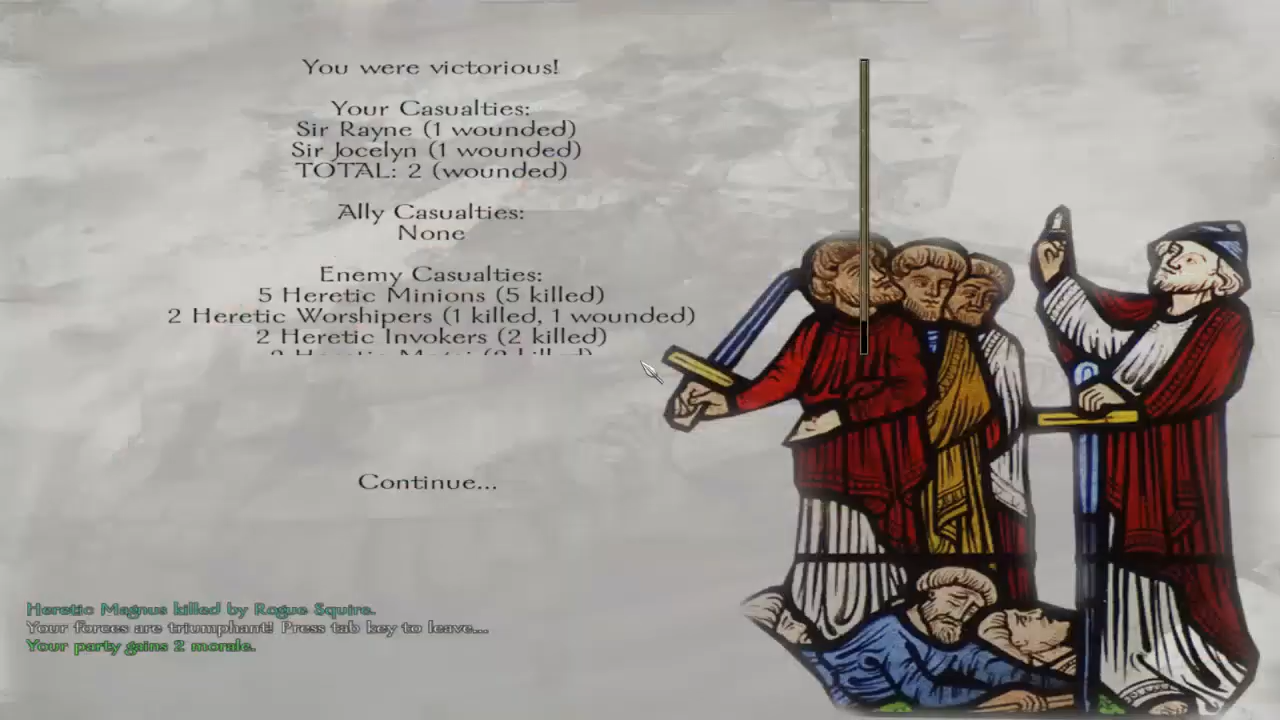 You were victorious!
Your Casualties:
Sir Rayne (1 wounded)
Sir Jocelyn (1 wounded)
TOTAL: 2 (wounded)
Ally Casualties:
None
Enemy Casualties:
5 Heretic Minions (5 killed)
2 Heretic Worshipers (1 killed, 1 wounded)
2 Heretic Invokers (2 killed)
Continue...
Heretic Magnus killed by Rogue Squire.
Your forces are triumphant! Press tab key to leave...
Your party gains 2 morale.